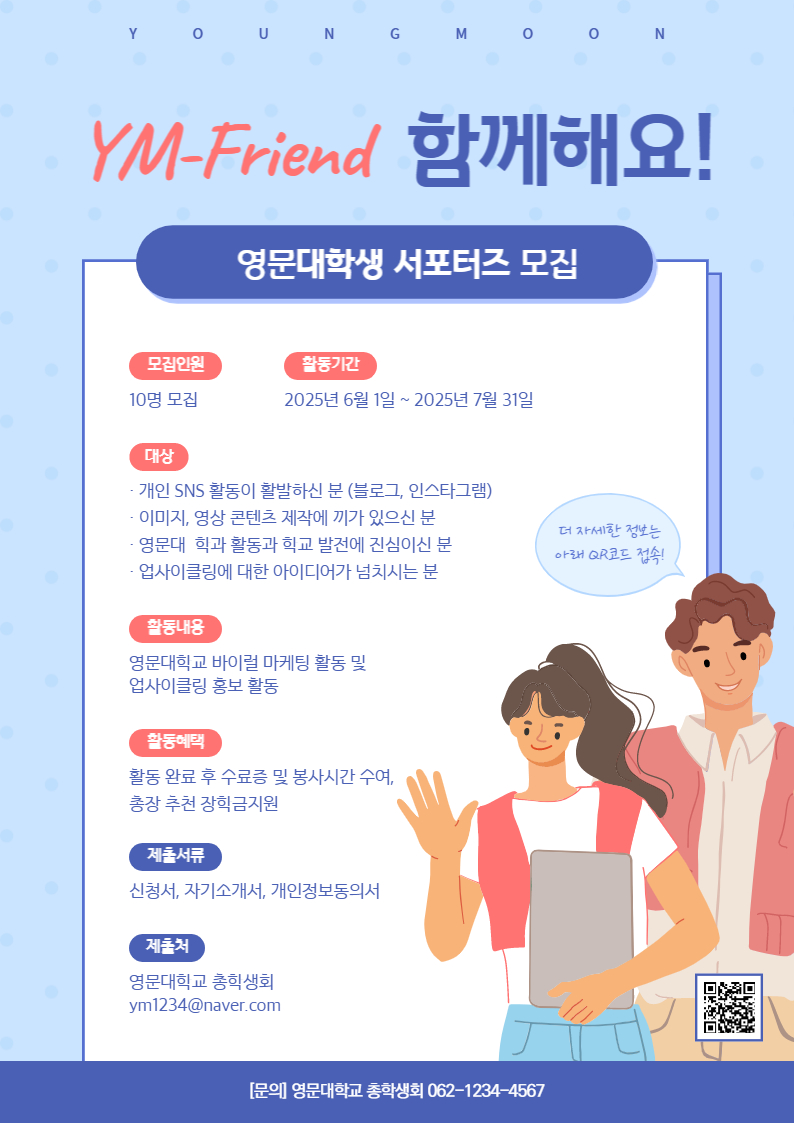 YOUNGMOON
YM-Friend 함께해요!
영문대학생 서포터즈 모집
모집인원
10명 모집
활동기간
2025년 6월 1일 ~ 2025년 7월 31일
대상
· 개인 SNS 활동이 활발하신 분 (블로그, 인스타그램)
· 이미지, 영상 콘텐츠 제작에 끼가 있으신 분
· 영문대 학과 활동과 학교 발전에 진심이신 분
· 업사이클링에 대한 아이디어가 넘치시는 분
더 자세한 정보는
아래 QR코드 접속!
활동내용
영문대학교 바이럴 마케팅 활동 및
업사이클링 홍보 활동
활동혜택
활동 완료 후 수료증 및 봉사시간 수여,
총장 추천 장학금지원
제출서류
신청서, 자기소개서, 개인정보동의서
제출처
영문대학교 총학생회
ym1234@naver.com
[문의] 영문대학교 총학생회 062-1234-4567